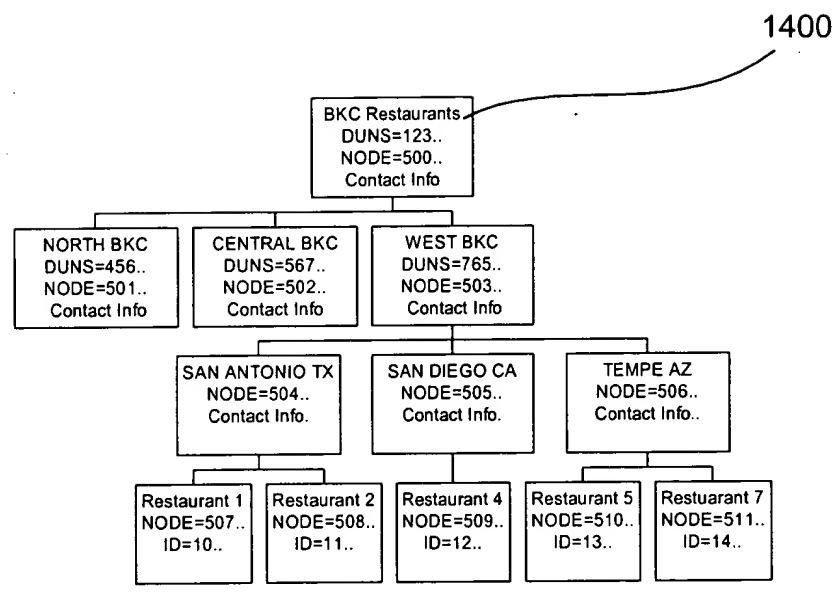 1400
BKC Restaurants
DUNS=123..
NODE=500..
Contact Info
NORTH BKC
DUNS=456..
NODE=501..
Contact Info
CENTRAL BKC
DUNS=567..
NODE=502..
Contact Info
WEST BKC
DUNS=765..
NODE=503..
Contact Info
SAN ANTONIO TX
NODE=504..
Contact Info.
SAN DIEGO CA
NODE=505..
Contact Info.
TEMPE AZ
NODE=506..
Contact Info..
Restaurant 1
NODE=507..
ID=10..
Restaurant 2
NODE=508..
ID=11..
Restaurant 4
NODE=509..
ID=12..
Restaurant 5
NODE=510..
ID=13..
Restuarant 7
NODE=511..
ID=14..